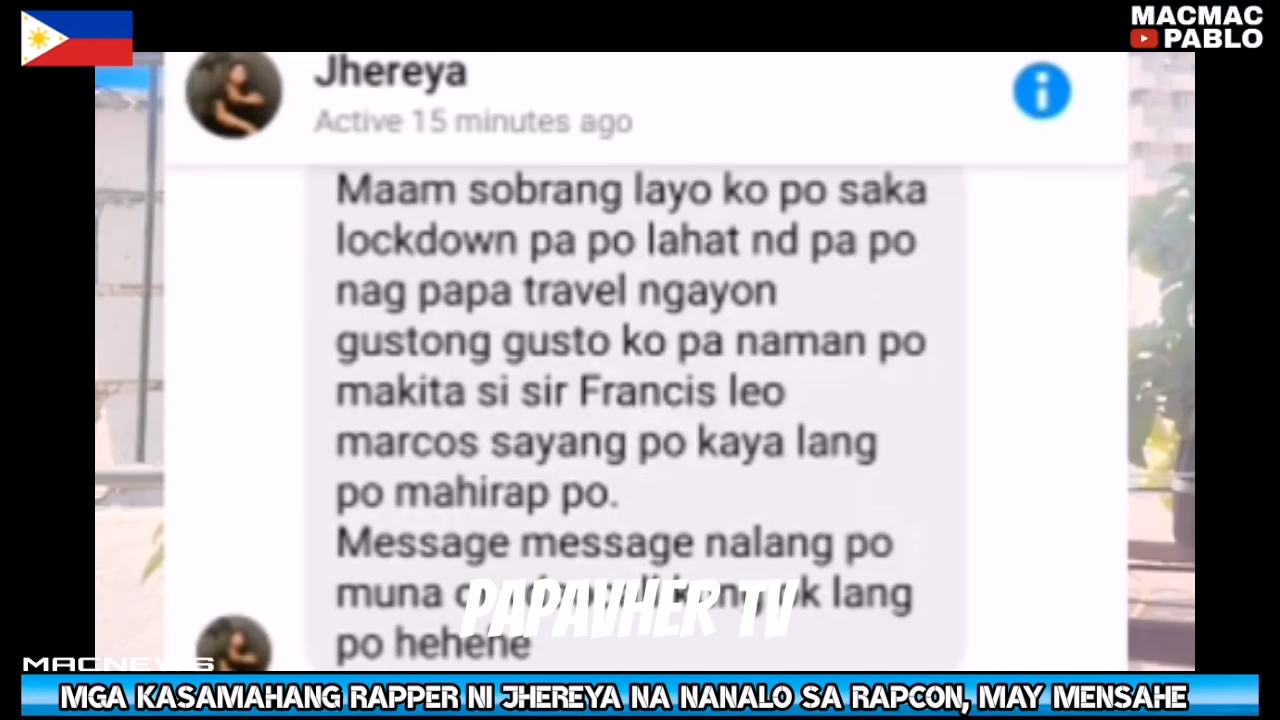 MACMAC
PABLO
Jhereya
Active 15 minutes ago
Maam sobrang layo ko po saka
lockdown pa po lahat nd pa po
nag papa travel ngayon
gustong gusto ko pa naman po
makita si sir Francis leo
marcos sayang po kaya lang
po mahirap po.
Message message nalang po
muna lang
PAPAVHER TV
po hehehe
MACNEWS
MGA KASAMAHANG RAPPER NI JHEREYA NA NANALO SA RAPCON, MAY MENSAHE